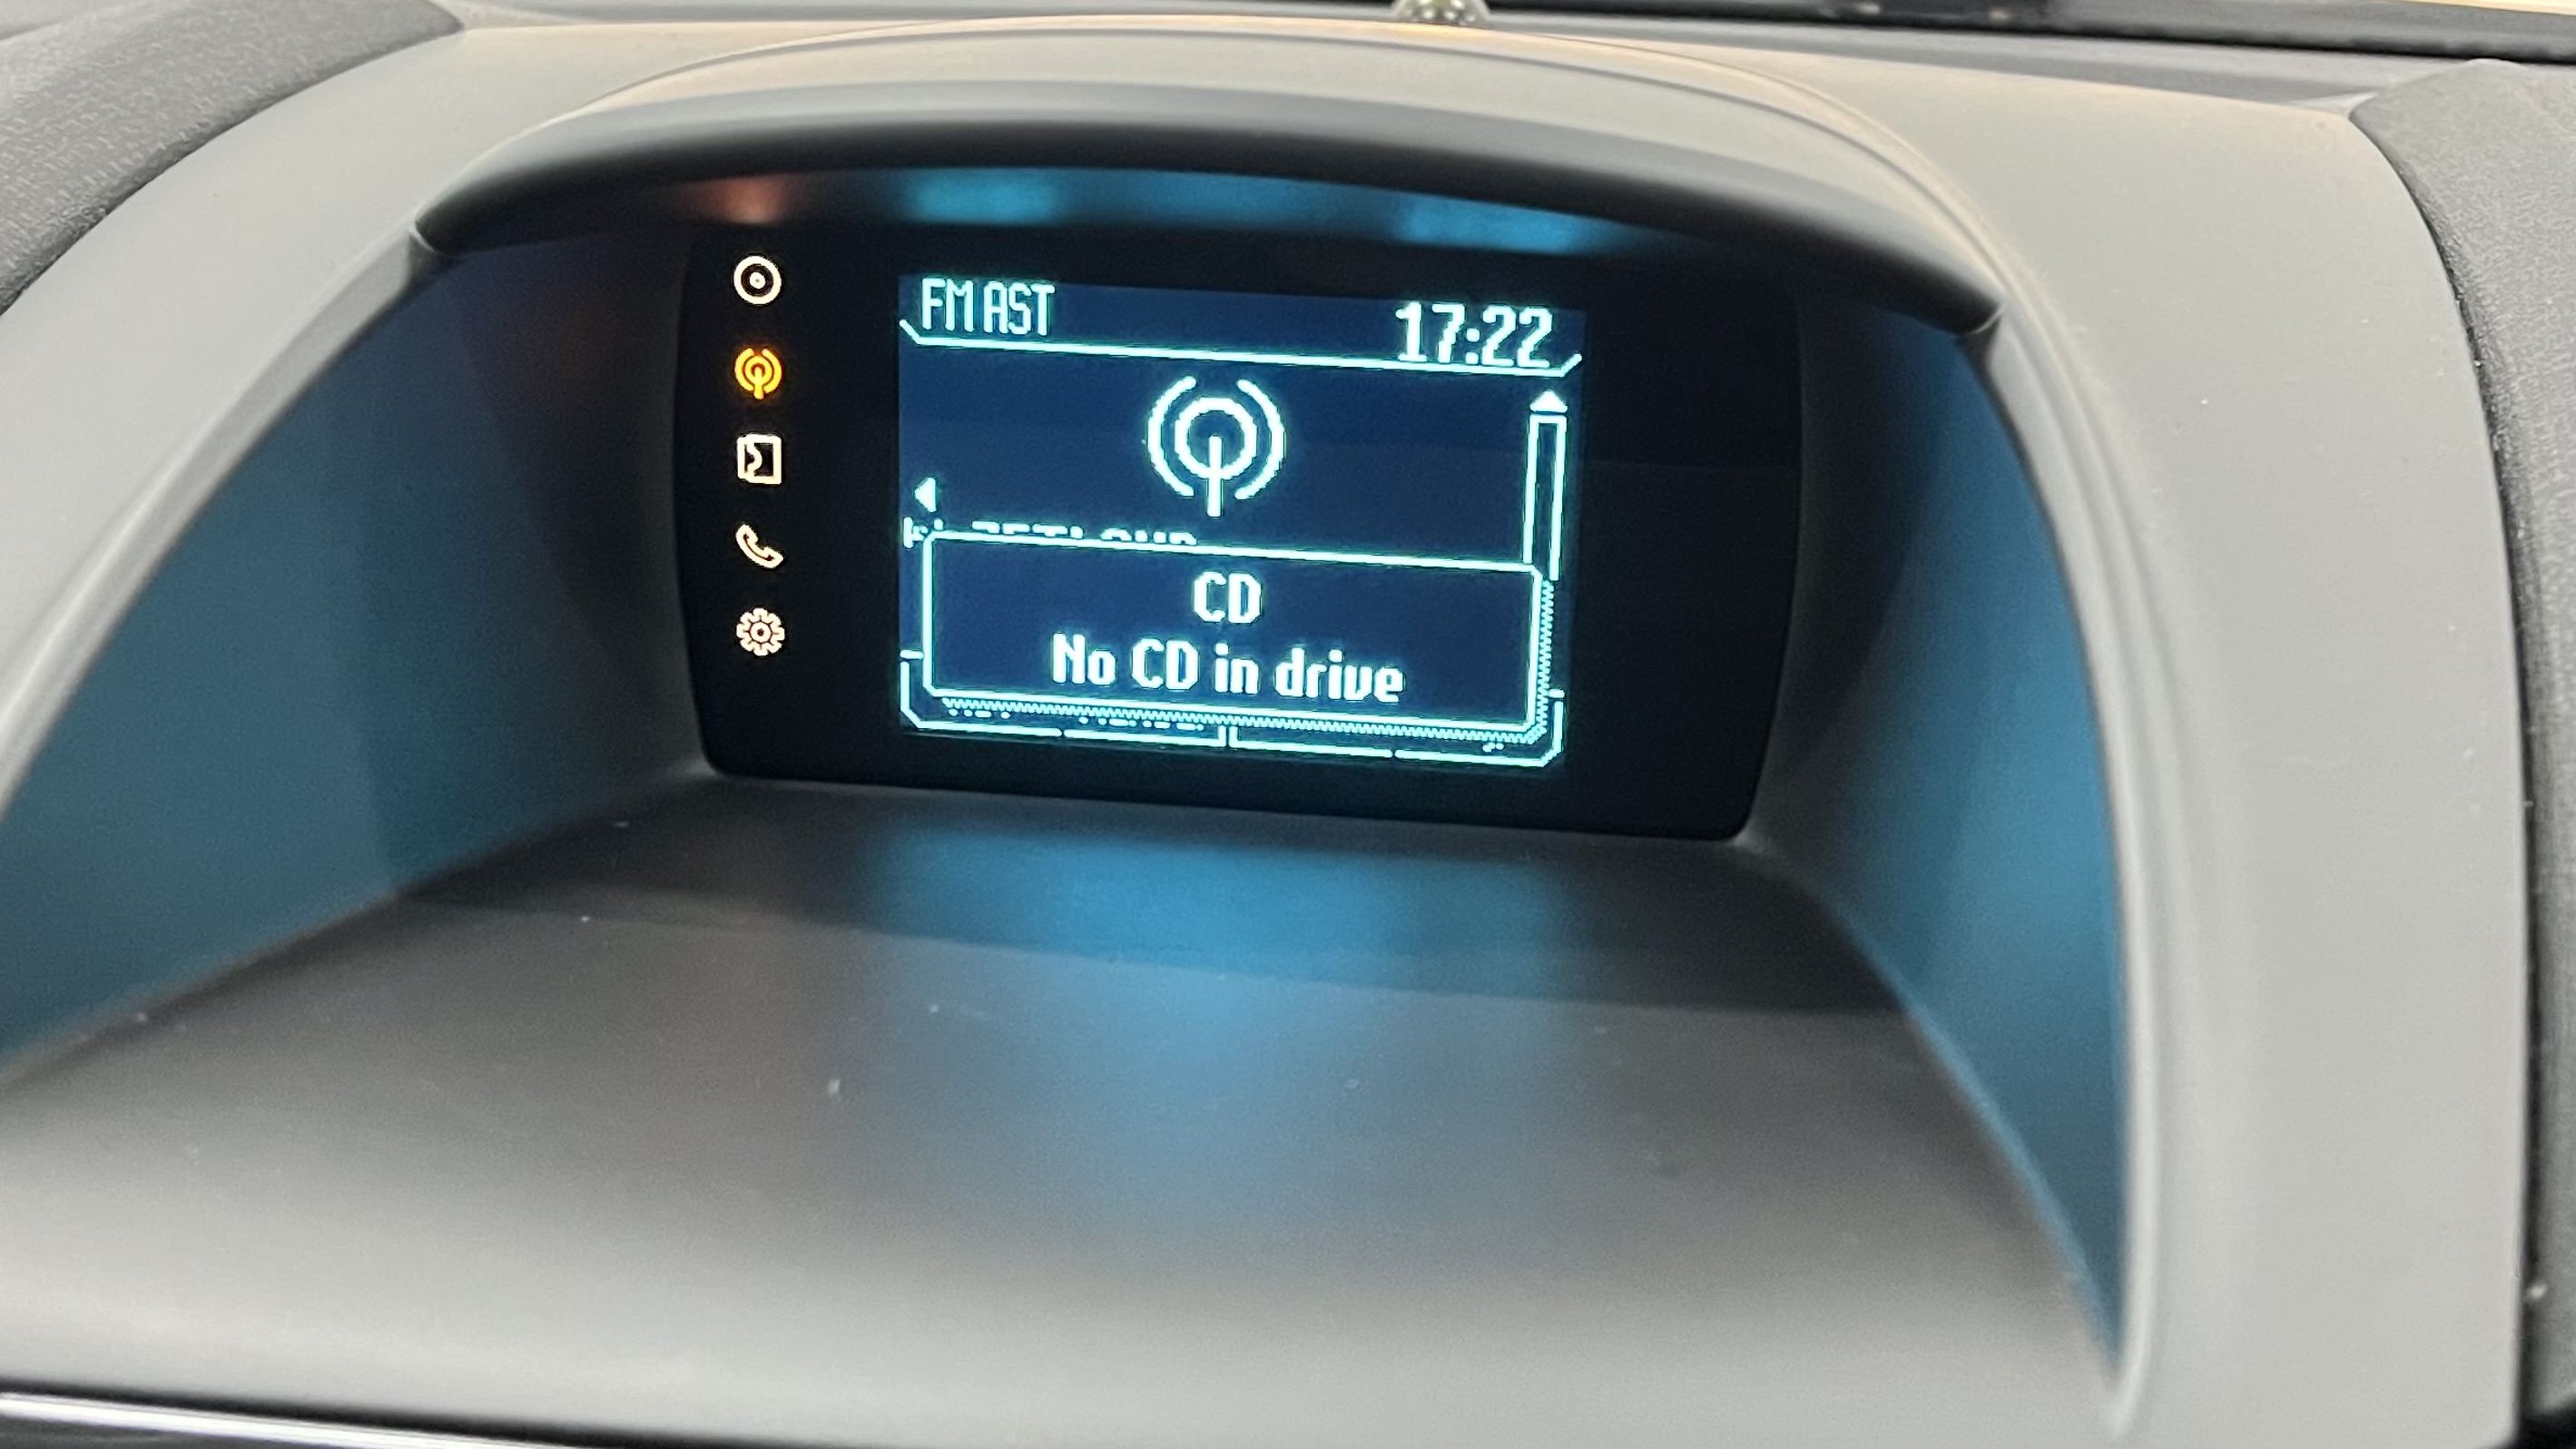 FM AST
17:22
CD
No CD in drive